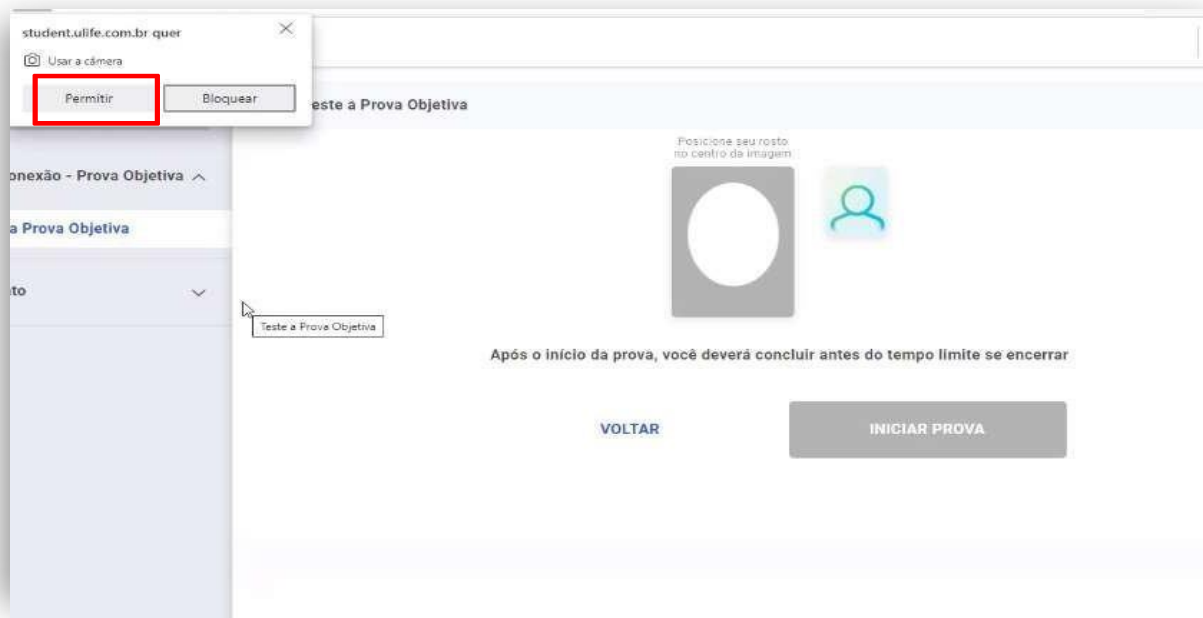 student.ulife.com.br quer
Usar a câmera
Permitir
Bloquear
este a Prova Objetiva
onexão - Prova Objetiva
a Prova Objetiva
to
Teste a Prova Objetiva
Posicione seu rosto
no centro da imagem
Após o início da prova, você deverá concluir antes do tempo limite se encerrar
VOLTAR
INICIAR PROVA